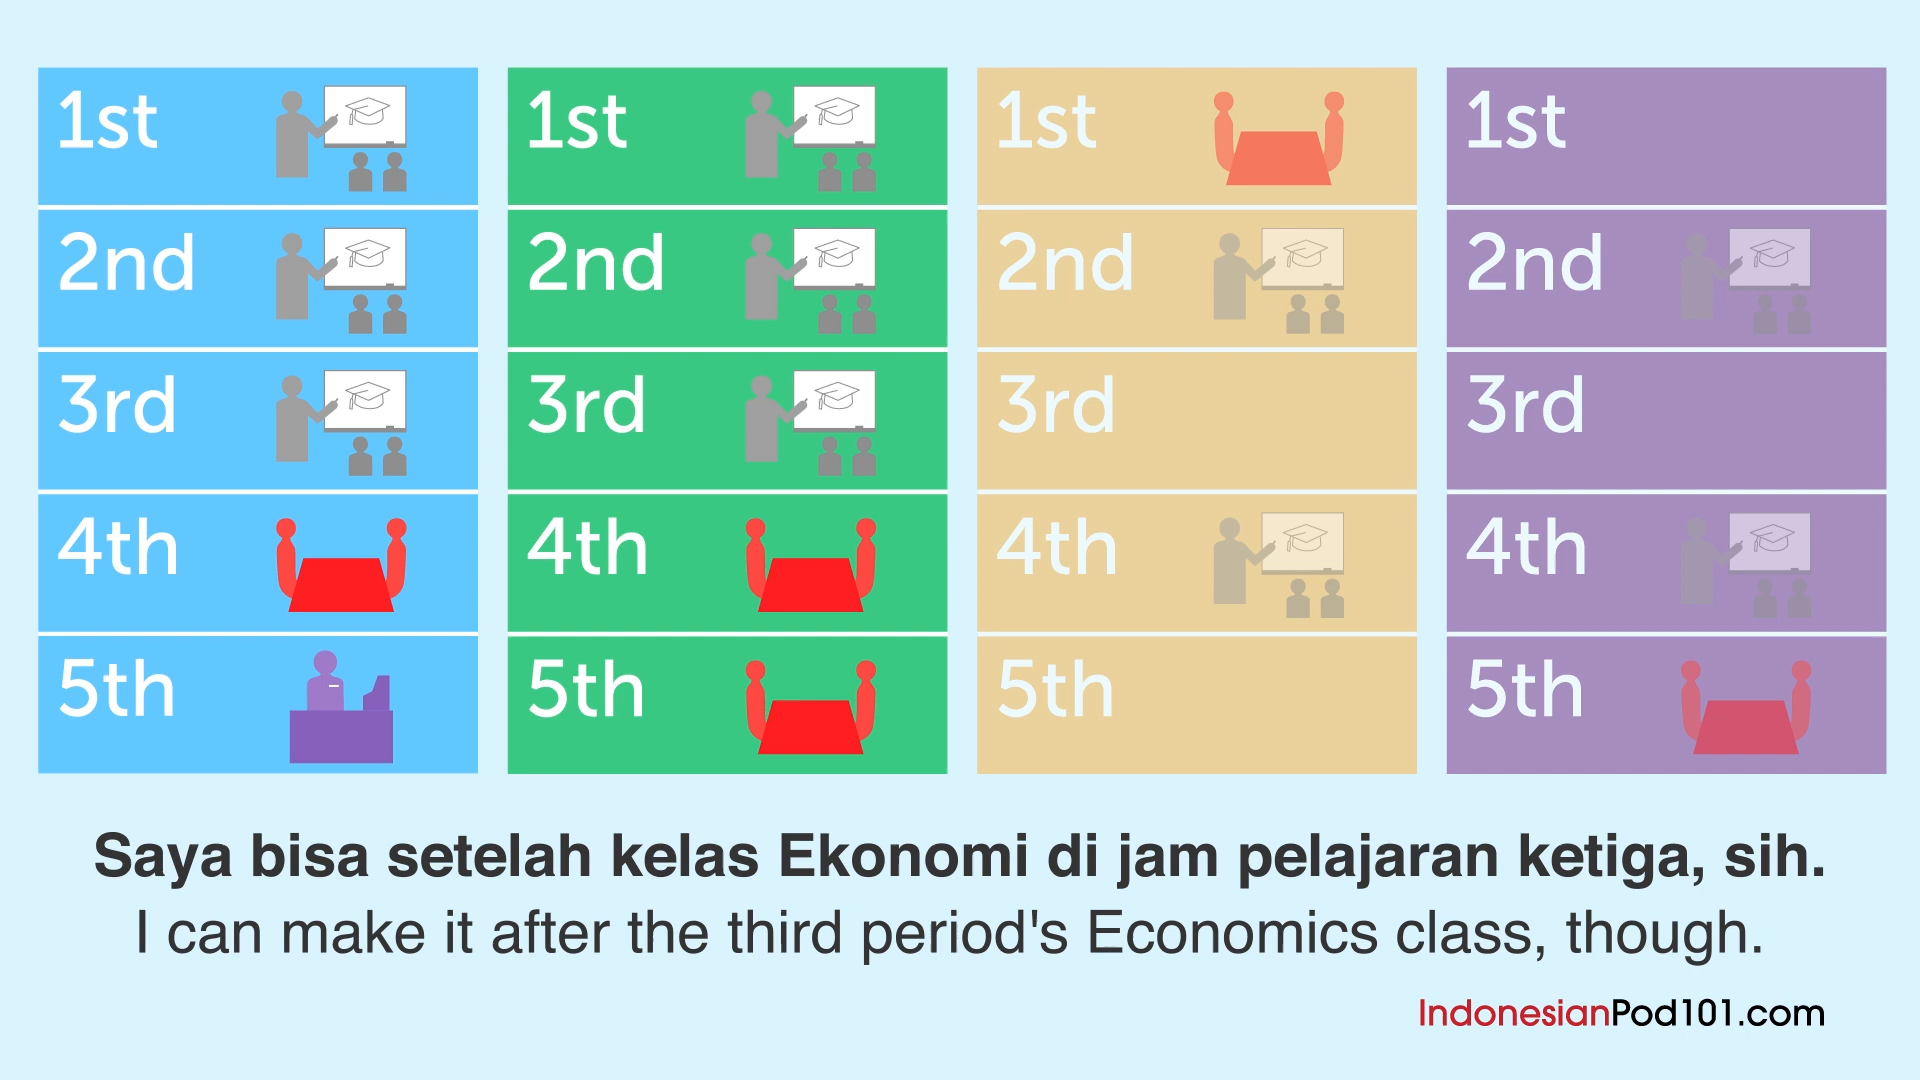 1st
2nd
3rd
4th
5th
1st
2nd
3rd
4th
5th
1st
2nd
3rd
4th
5th
1st
2nd
3rd
4th
5th
Saya bisa setelah kelas Ekonomi di jam pelajaran ketiga, sih.
I can make it after the third period's Economics class, though.
IndonesianPod101.com